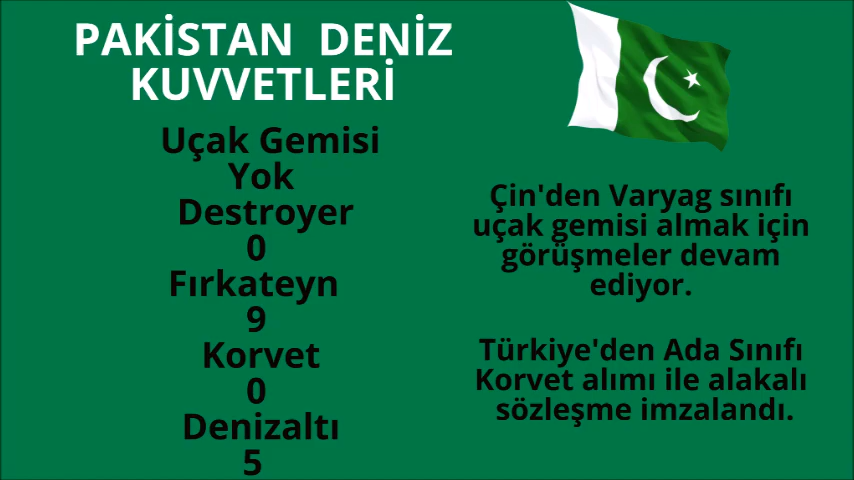 PAKİSTAN DENİZ
KUVVETLERİ
Uçak Gemisi
Yok
Destroyer
0
Fırkateyn
9
Korvet
0
Denizaltı
5
Çin'den Varyag sınıfı
uçak gemisi almak için
görüşmeler devam
ediyor.
Türkiye'den Ada Sınıfı
Korvet alımı ile alakalı
sözleşme imzalandı.